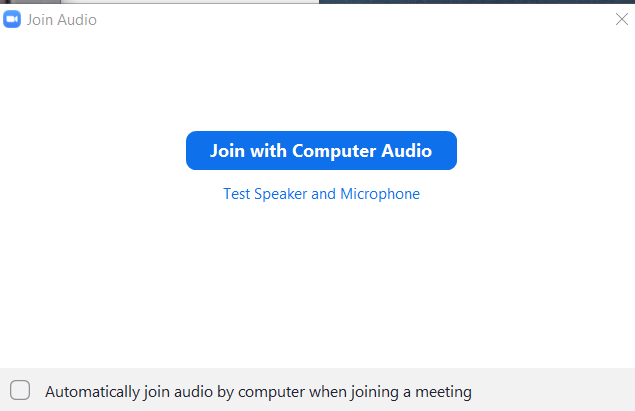 Join Audio
Join with Computer Audio
Test Speaker and Microphone
Automatically join audio by computer when joining a meeting